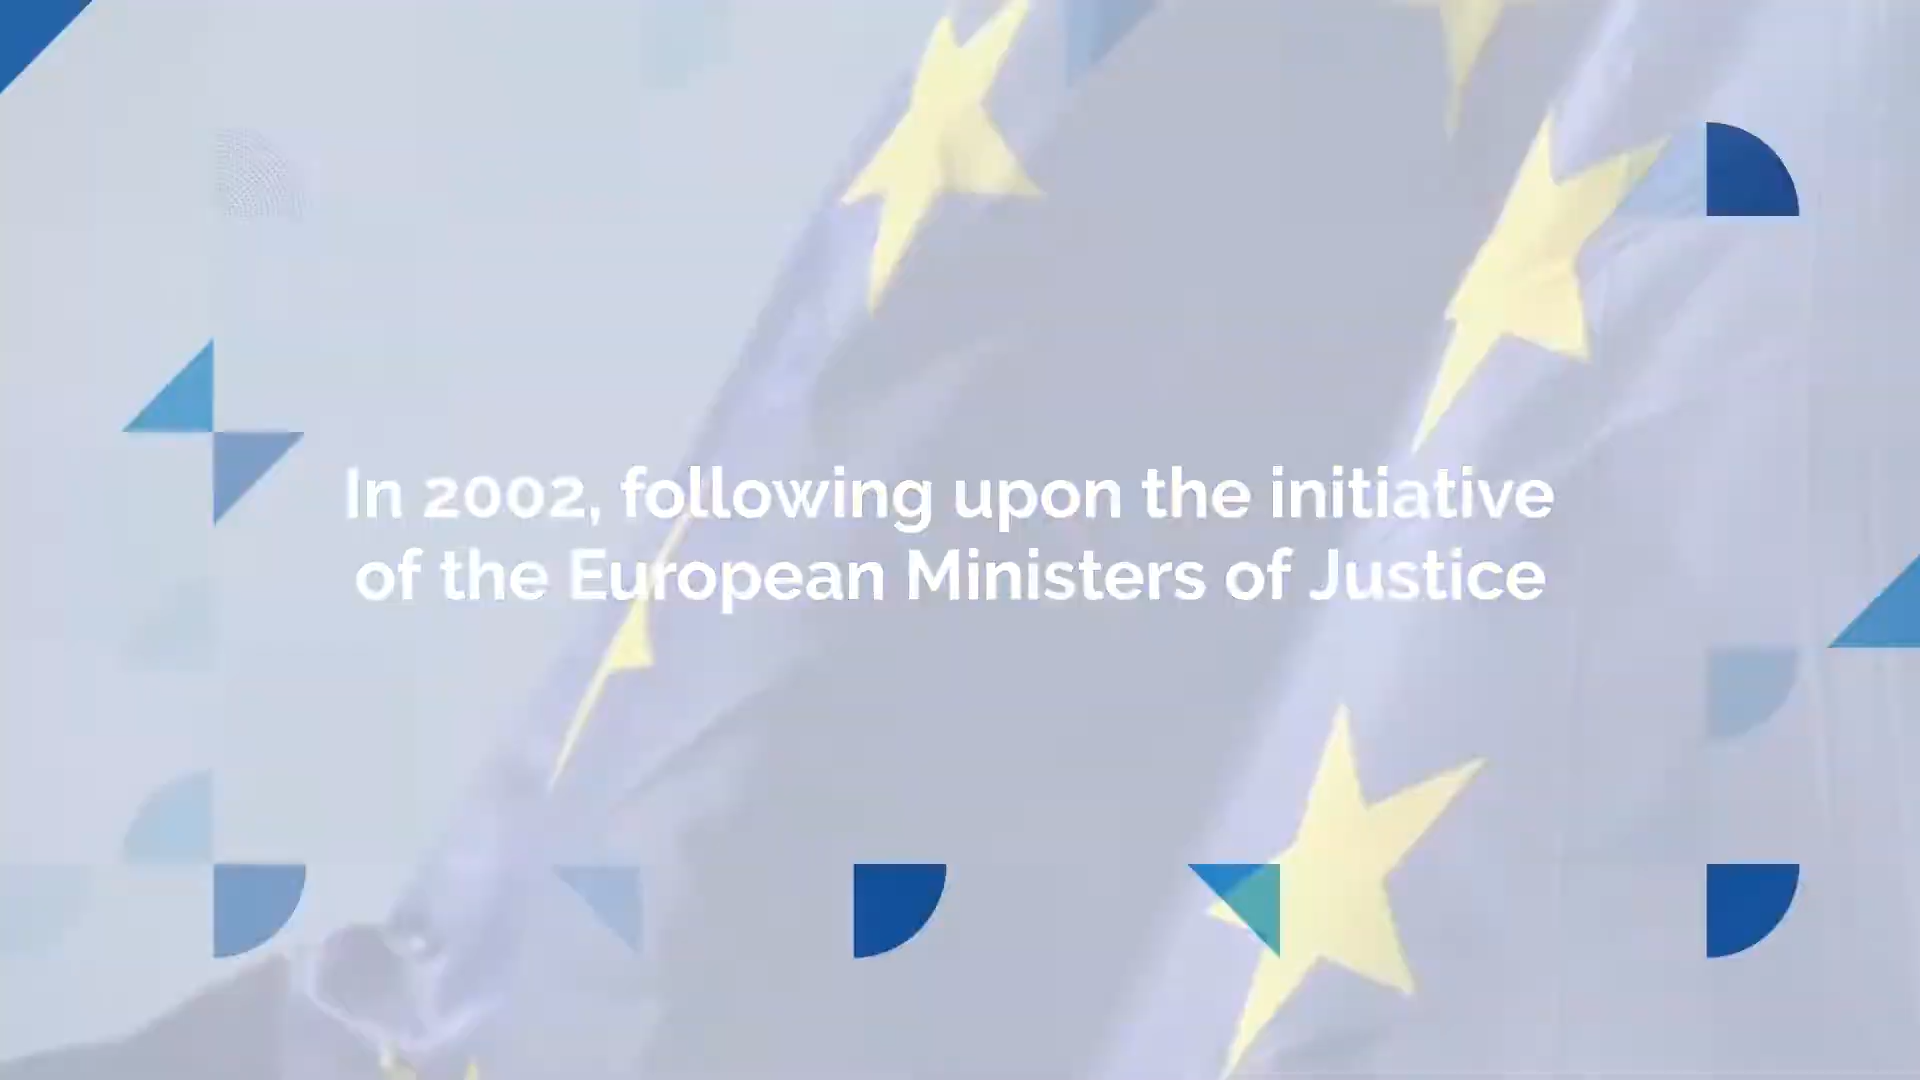 In 2002, following upon the initiative
of the European Ministers of Justice